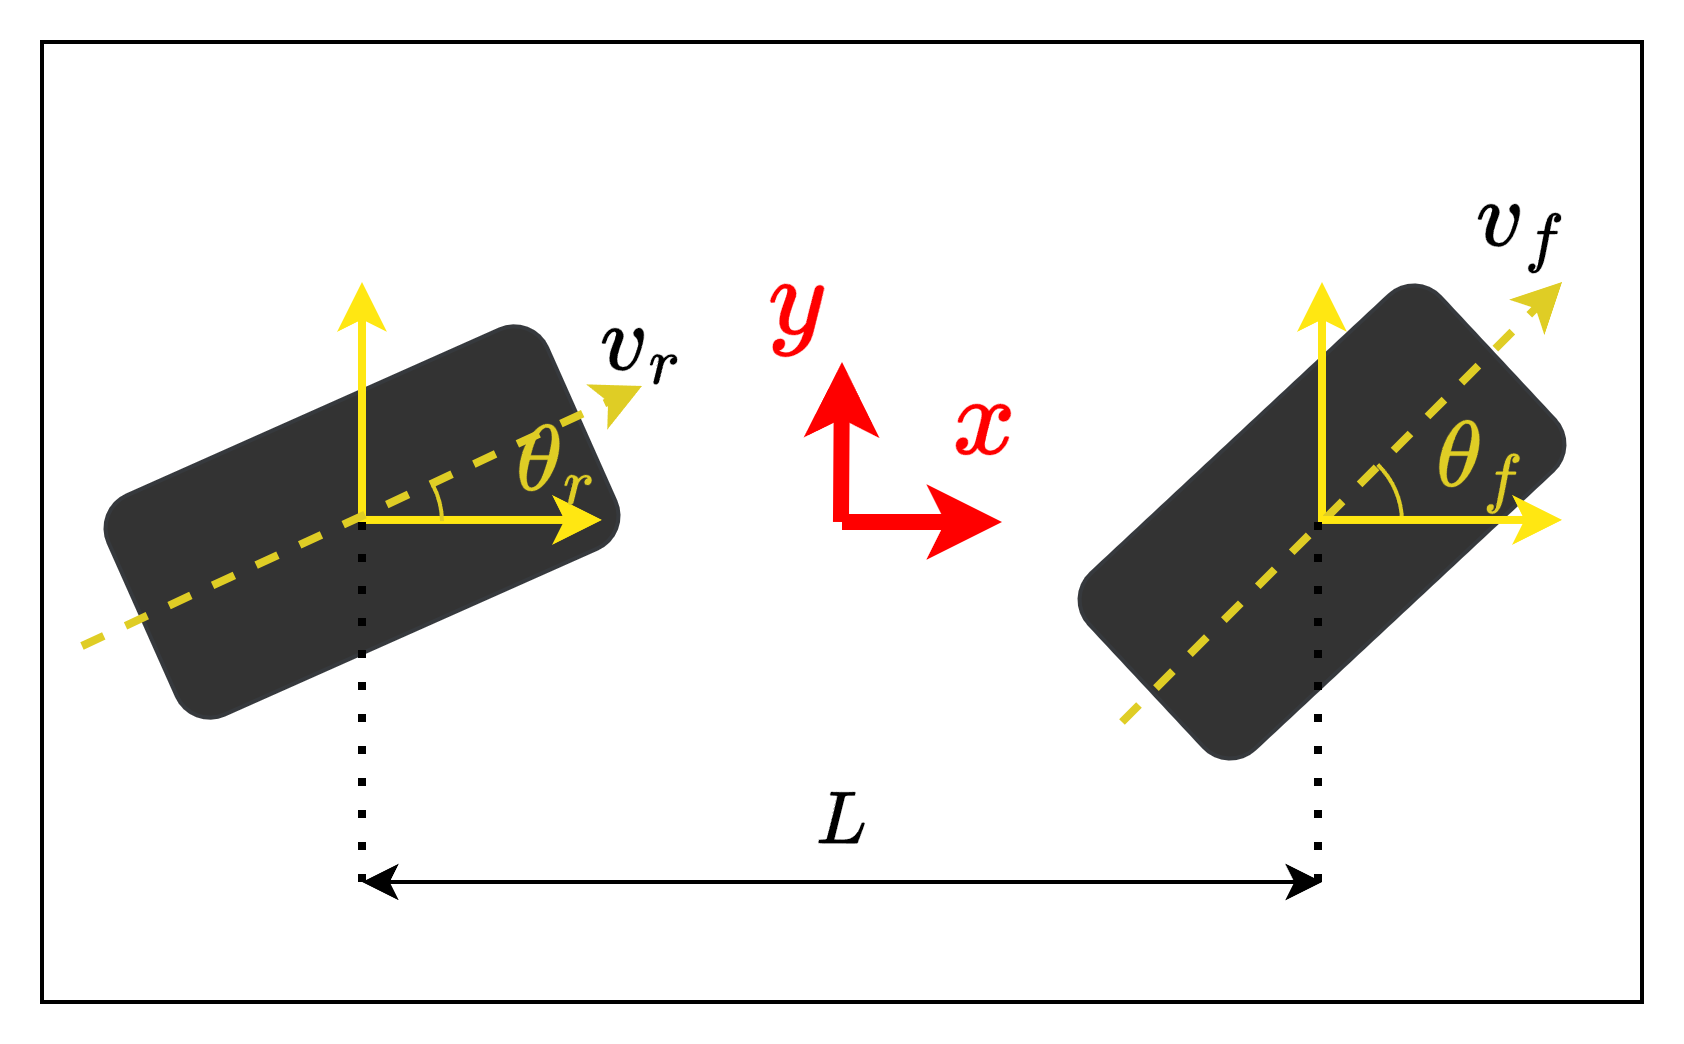 v_f
y
v_r
x
θ_r
θ_f
L